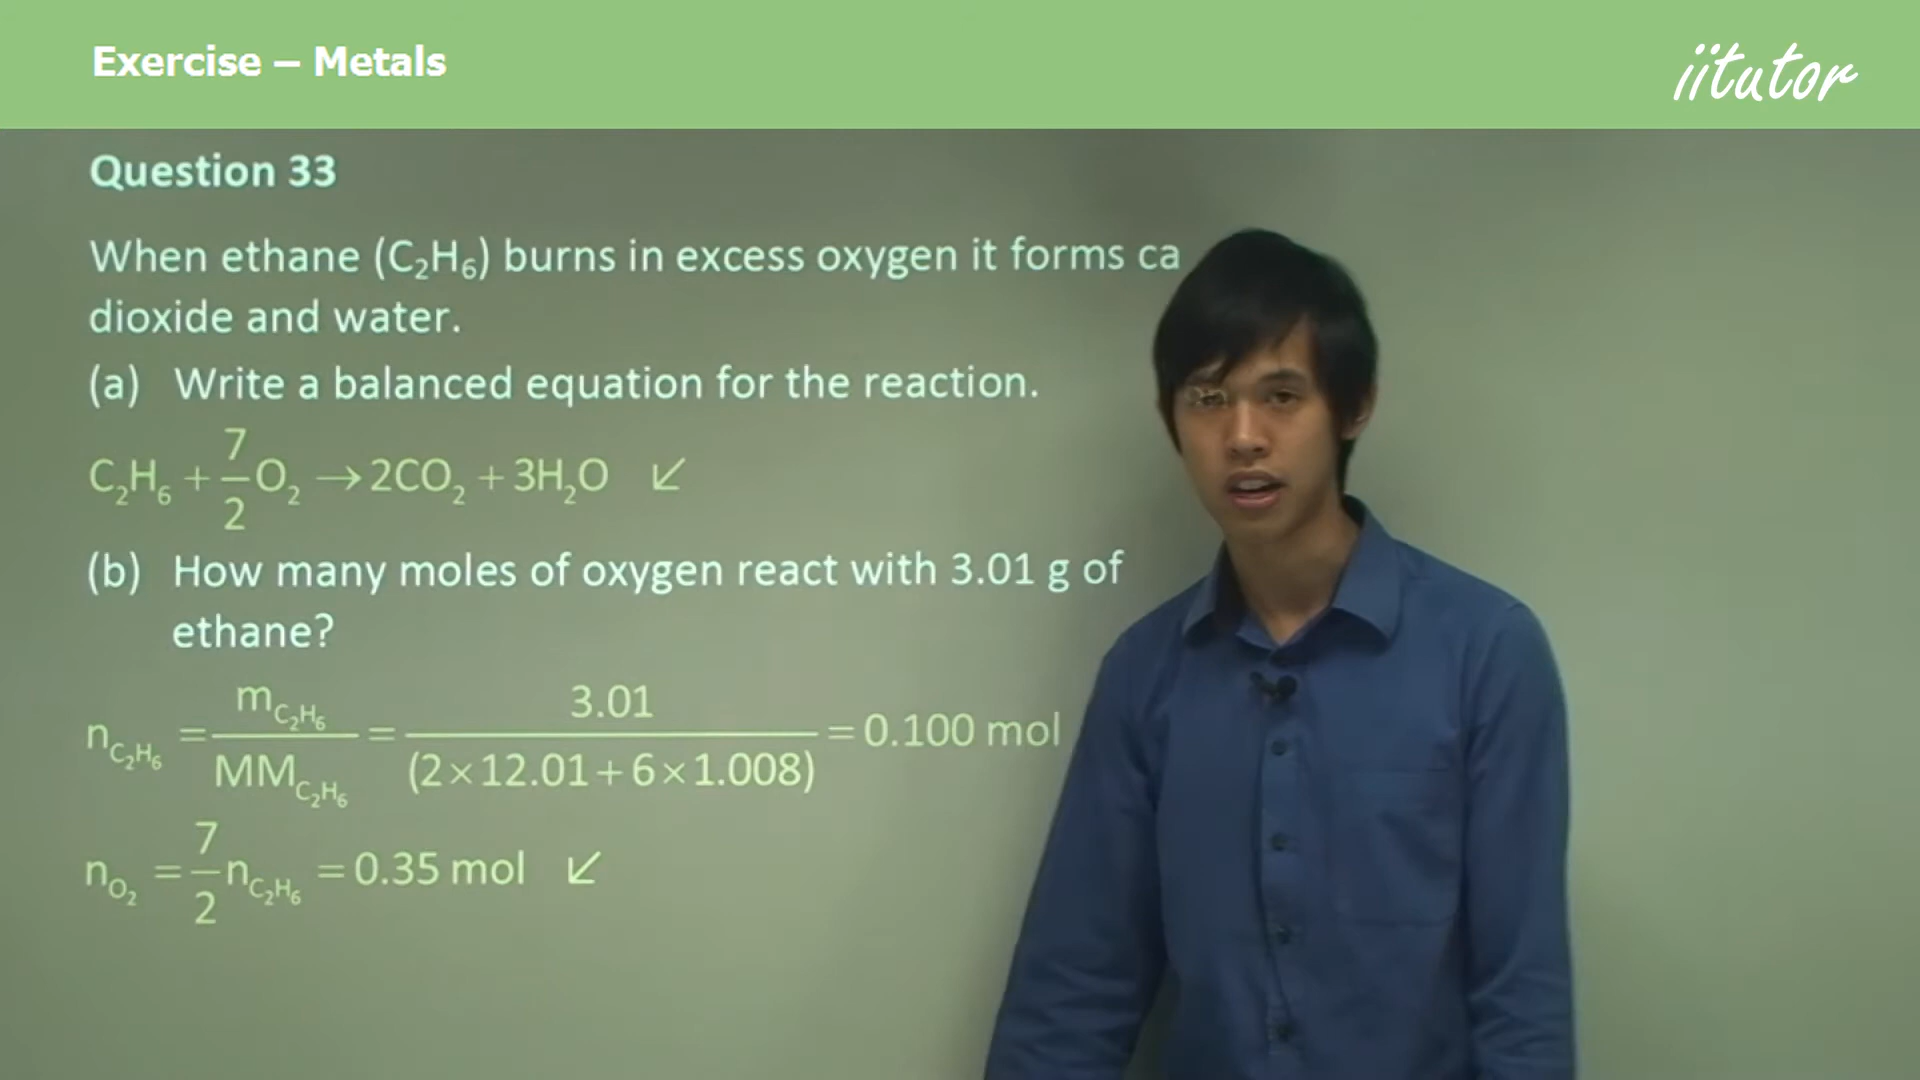 Exercise – Metals
iitutor
Question 33
When ethane (C₂H₆) burns in excess oxygen it forms ca
dioxide and water.
(a) Write a balanced equation for the reaction.
C₂H₆ + 7/2 O₂ → 2CO₂ + 3H₂O ↙
(b) How many moles of oxygen react with 3.01 g of
ethane?
n_C₂H₆ = m_C₂H₆ / MM_C₂H₆ = 3.01 / (2×12.01+6×1.008) = 0.100 mol
n_O₂ = 7/2 n_C₂H₆ = 0.35 mol ↙